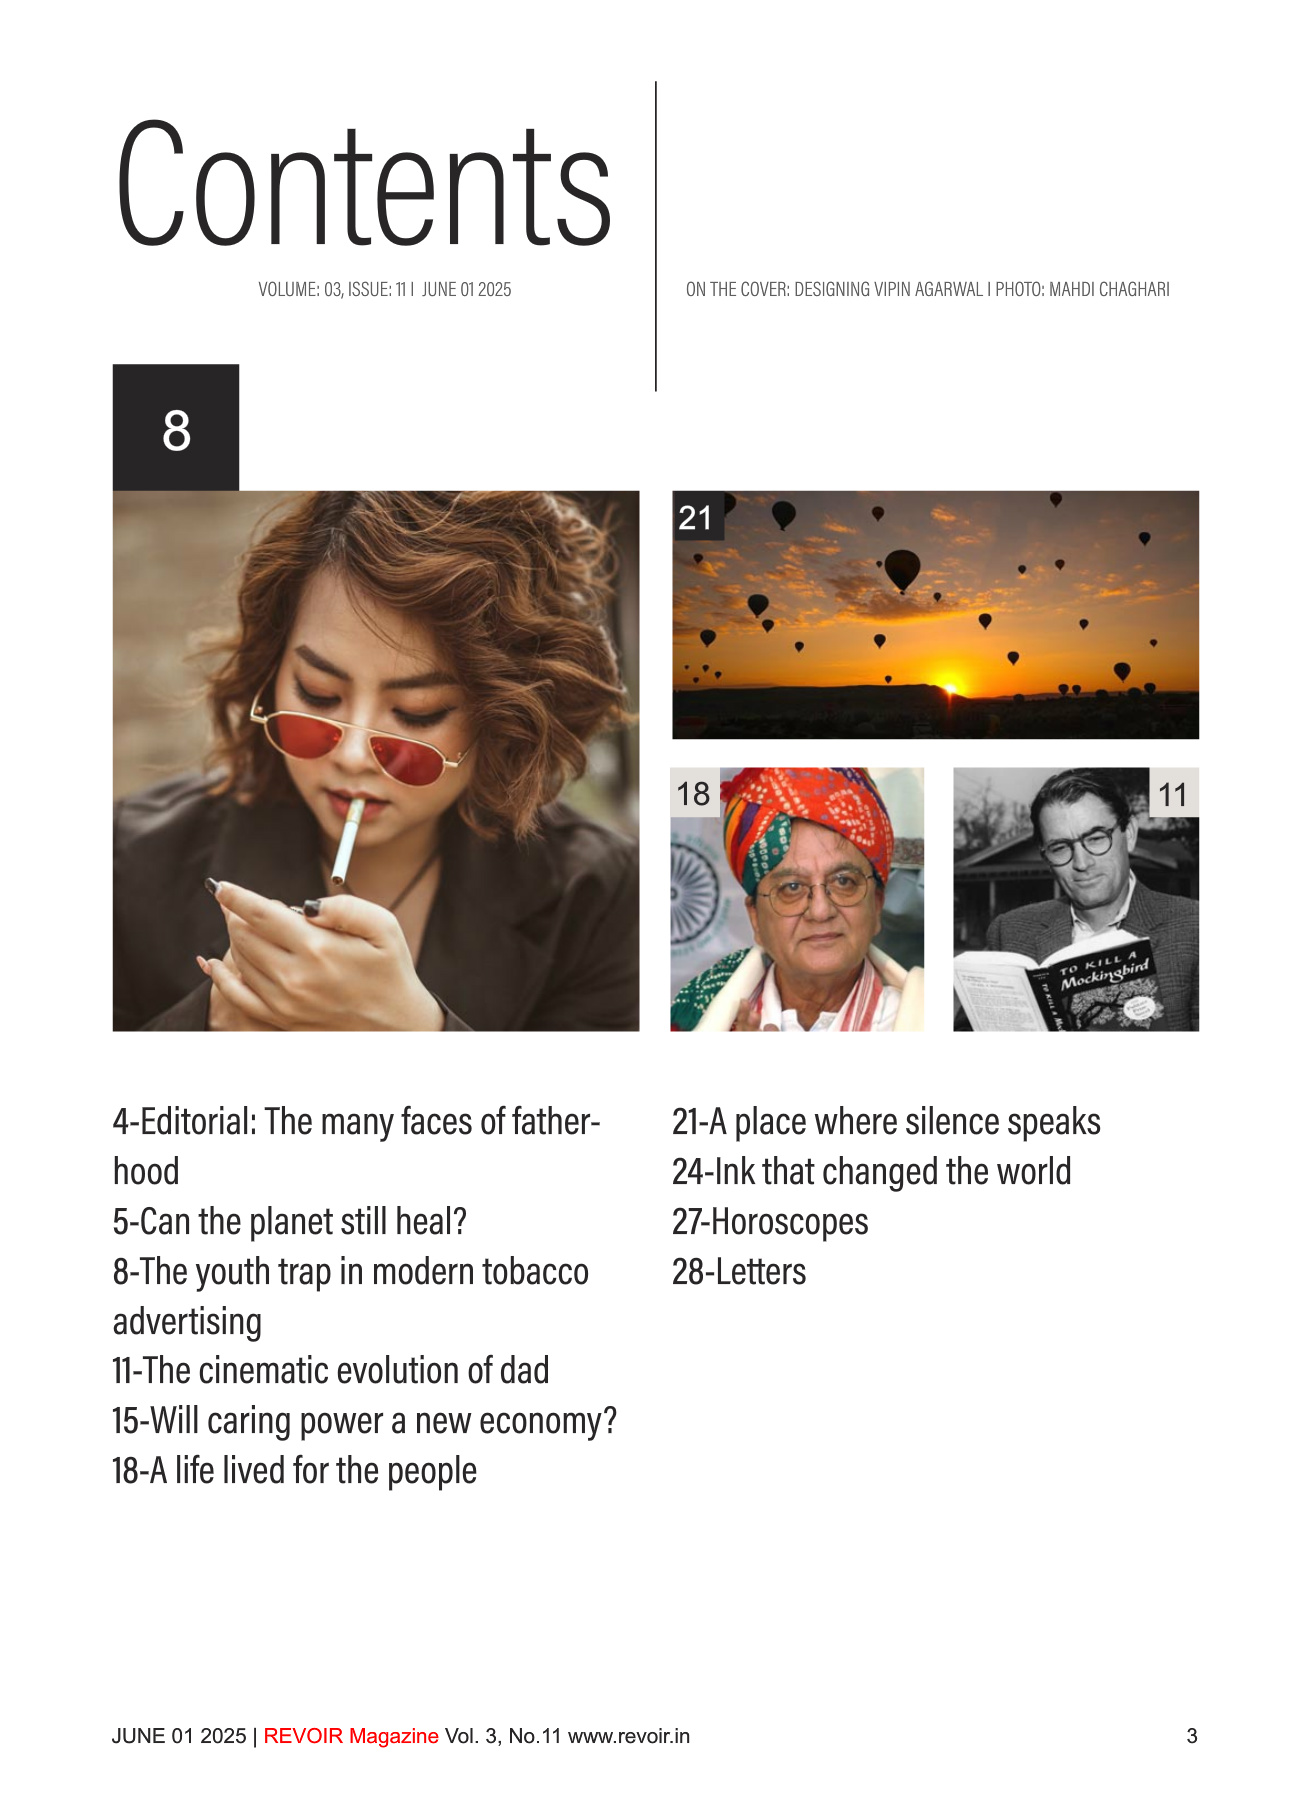 Contents
VOLUME: 03, ISSUE: 11 I JUNE 01 2025
ON THE COVER: DESIGNING VIPIN AGARWAL I PHOTO: MAHDI CHAGHARI
8
21
18
11
TO KILL A
Mockingbird
4-Editorial: The many faces of father-
hood
5-Can the planet still heal?
8-The youth trap in modern tobacco
advertising
11-The cinematic evolution of dad
15-Will caring power a new economy?
18-A life lived for the people
21-A place where silence speaks
24-Ink that changed the world
27-Horoscopes
28-Letters
JUNE 01 2025 | REVOIR Magazine Vol. 3, No.11 www.revoir.in
3